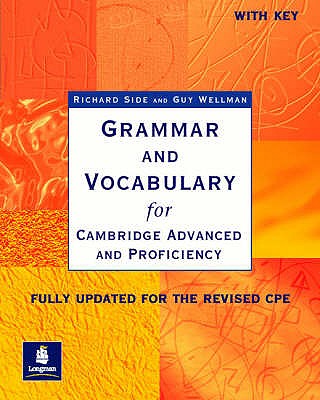 WITH KEY
RICHARD SIDE AND GUY WELLMAN
GRAMMAR
AND
VOCABULARY
for
CAMBRIDGE ADVANCED
AND PROFICIENCY
FULLY UPDATED FOR THE REVISED CPE
Longman